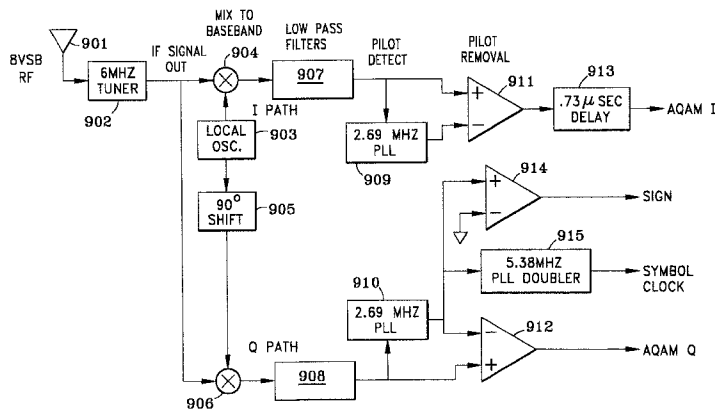 8VSB
RF
901
6MHZ
TUNER
902
IF SIGNAL
OUT
MIX TO
BASEBAND
904
I PATH
LOCAL
OSC.
903
90°
SHIFT
905
LOW PASS
FILTERS
907
PILOT
DETECT
2.69 MHZ
PLL
909
PILOT
REMOVAL
911
+
−
913
.73μSEC
DELAY
AQAM I
914
+
−
SIGN
915
5.38MHZ
PLL DOUBLER
SYMBOL
CLOCK
910
2.69 MHZ
PLL
912
−
+
AQAM Q
Q PATH
906
908